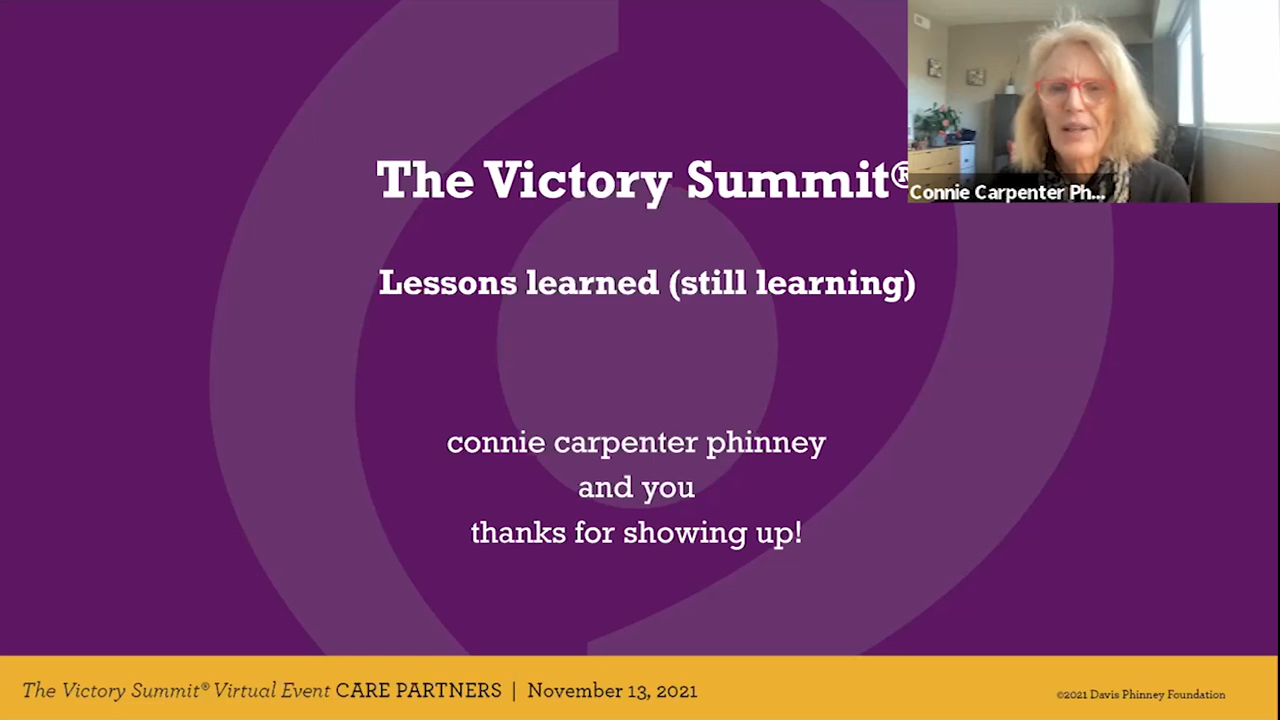 The Victory Summit®
Connie Carpenter Ph...
Lessons learned (still learning)
connie carpenter phinney
and you
thanks for showing up!
The Victory Summit® Virtual Event CARE PARTNERS | November 13, 2021
©2021 Davis Phinney Foundation